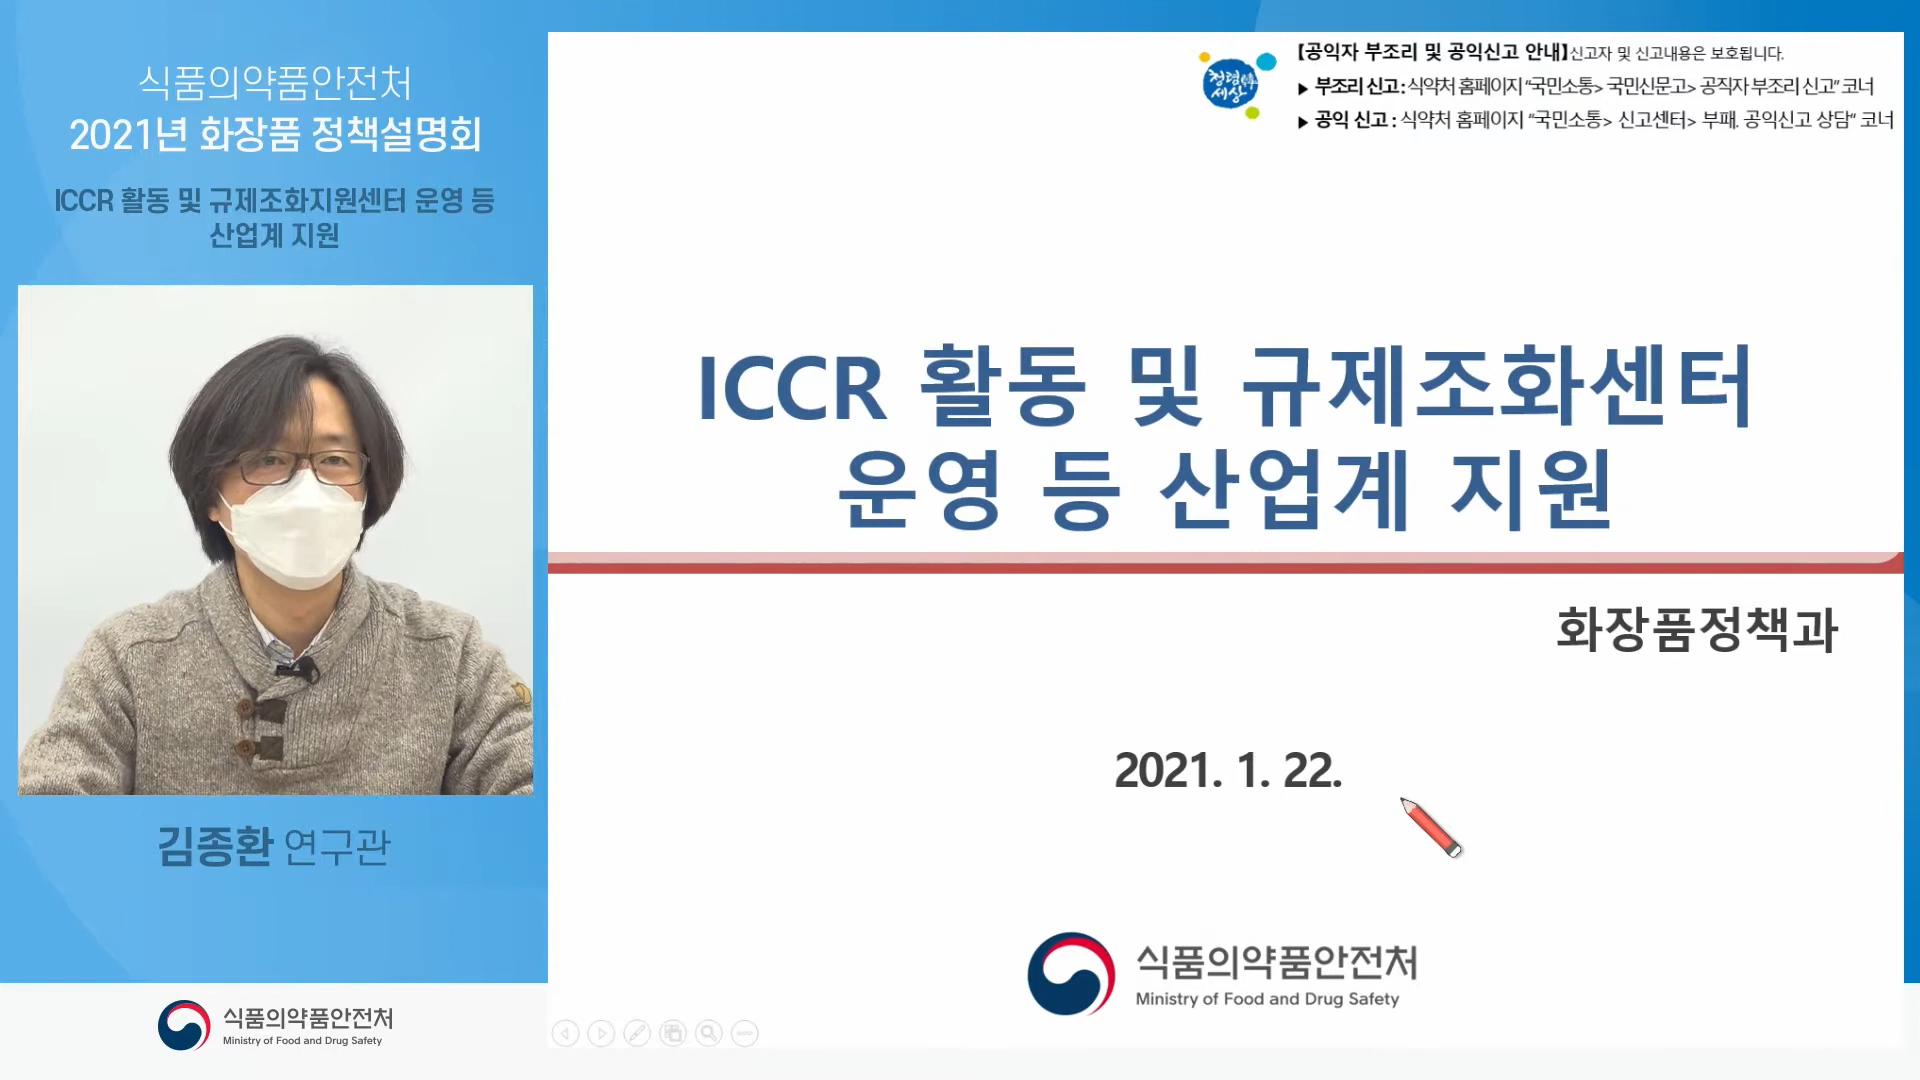 식품의약품안전처
2021년 화장품 정책설명회
ICCR 활동 및 규제조화지원센터 운영 등
산업계 지원
김종환 연구관
식품의약품안전처
Ministry of Food and Drug Safety
【공익자 부조리 및 공익신고 안내】신고자 및 신고내용은 보호됩니다.
▶ 부조리 신고 : 식약처 홈페이지 “국민소통> 국민신문고> 공직자 부조리 신고” 코너
▶ 공익 신고 : 식약처 홈페이지 “국민소통> 신고센터> 부패. 공익신고 상담“ 코너
청렴
세상
ICCR 활동 및 규제조화센터
운영 등 산업계 지원
화장품정책과
2021. 1. 22.
식품의약품안전처
Ministry of Food and Drug Safety